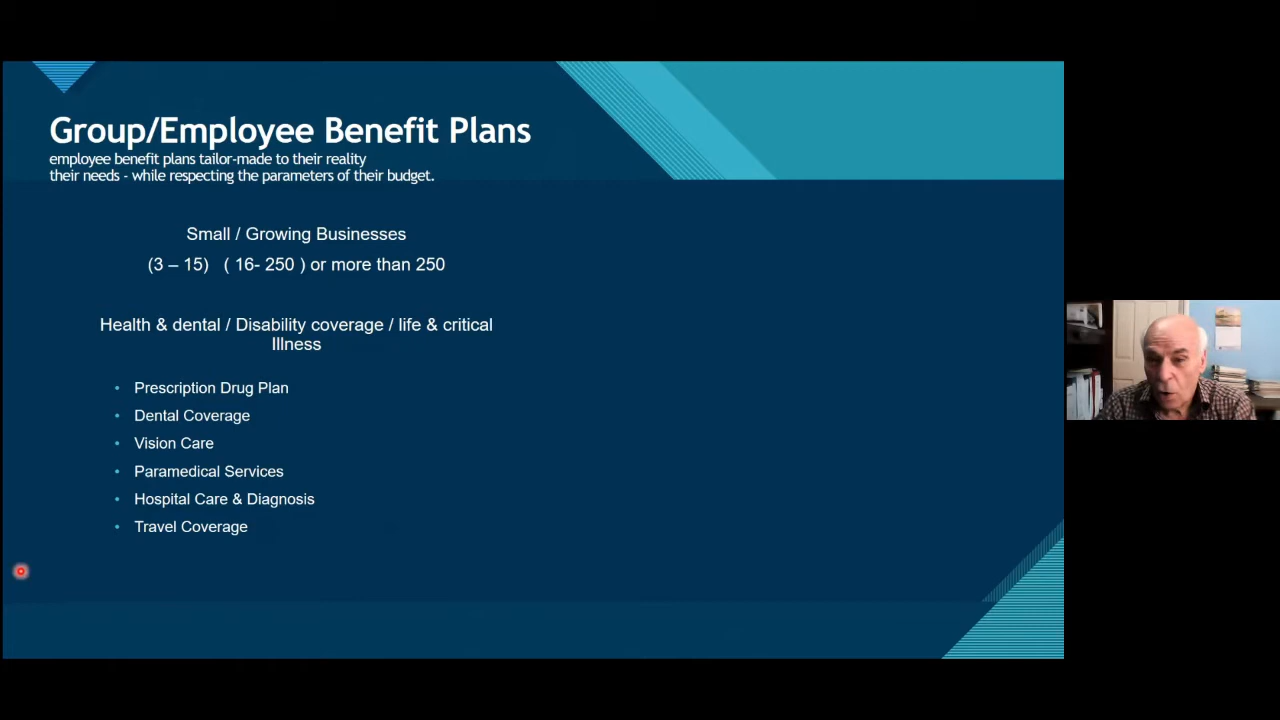 Group/Employee Benefit Plans
employee benefit plans tailor-made to their reality
their needs - while respecting the parameters of their budget.
Small / Growing Businesses
(3 – 15) ( 16- 250 ) or more than 250
Health & dental / Disability coverage / life & critical
Illness
• Prescription Drug Plan
• Dental Coverage
• Vision Care
• Paramedical Services
• Hospital Care & Diagnosis
• Travel Coverage